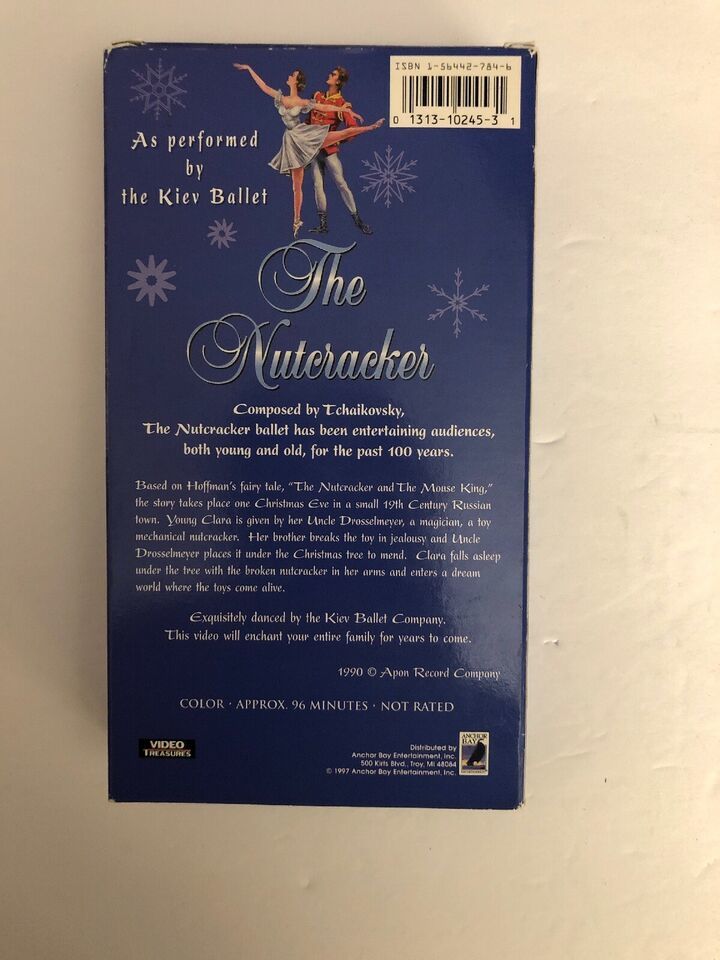 ISBN 1-56442-784-6
0 1313-10245-3 1
As performed
by
the Kiev Ballet
The
Nutcracker
Composed by Tchaikovsky,
The Nutcracker ballet has been entertaining audiences,
both young and old, for the past 100 years.
Based on Hoffman's fairy tale, "The Nutcracker and The Mouse King,"
the story takes place one Christmas Eve in a small 19th Century Russian
town. Young Clara is given by her Uncle Drosselmeyer, a magician, a toy
mechanical nutcracker. Her brother breaks the toy in jealousy and Uncle
Drosselmeyer places it under the Christmas tree to mend. Clara falls asleep
under the tree with the broken nutcracker in her arms and enters a dream
world where the toys come alive.
Exquisitely danced by the Kiev Ballet Company.
This video will enchant your entire family for years to come.
1990 © Apon Record Company
COLOR · APPROX. 96 MINUTES · NOT RATED
VIDEO
TREASURES
Distributed by
Anchor Bay Entertainment, Inc.
500 Kirts Blvd., Troy, MI 48084
© 1997 Anchor Bay Entertainment, Inc.
ANCHOR
BAY